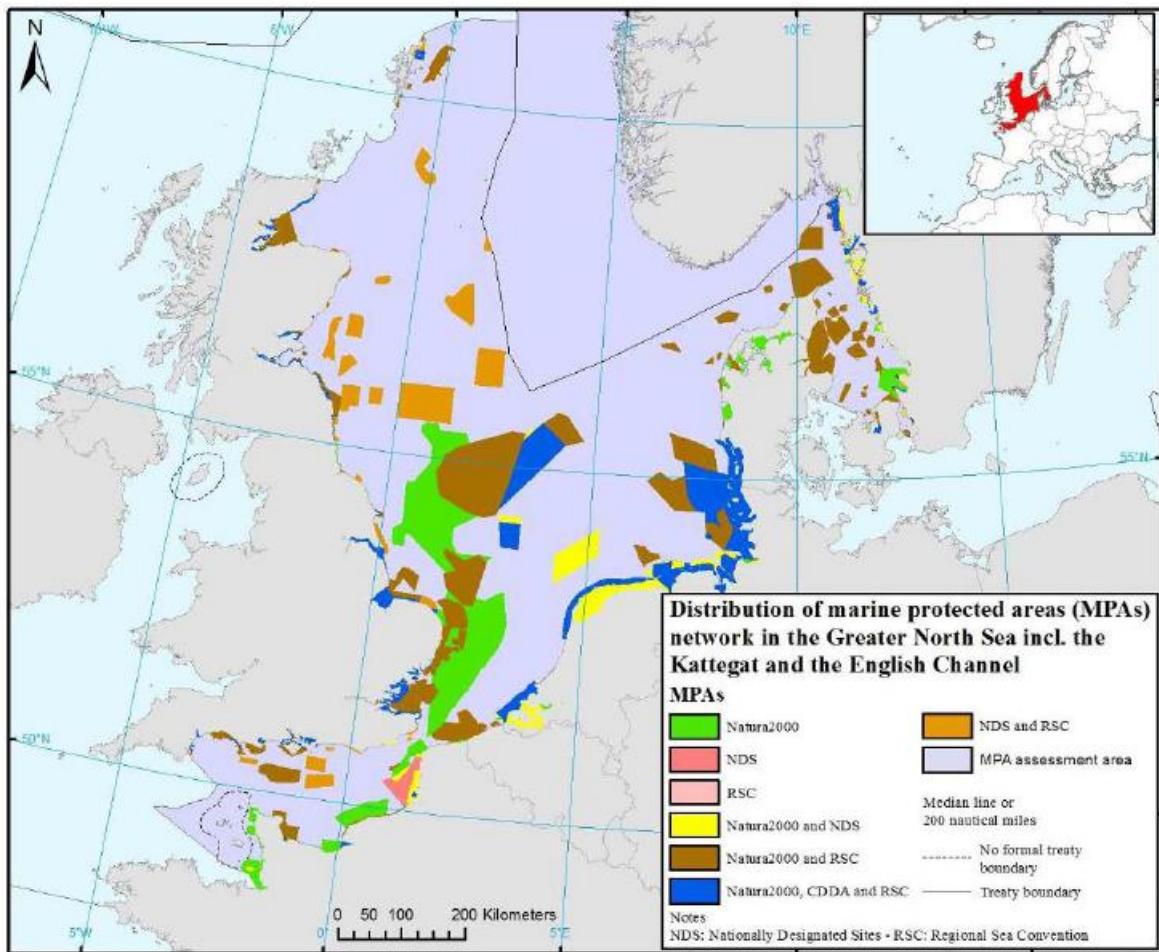 N
10°W
5°W
0°
5°E
10°E
55°N
55°N
50°N
5°W
0°
5°E
0 50 100 200 Kilometers
Distribution of marine protected areas (MPAs)
network in the Greater North Sea incl. the
Kattegat and the English Channel
MPAs
Natura2000
NDS
RSC
Natura2000 and NDS
Natura2000 and RSC
Natura2000, CDDA and RSC
NDS and RSC
MPA assessment area
Median line or
200 nautical miles
No formal treaty
boundary
Treaty boundary
Notes
NDS: Nationally Designated Sites - RSC: Regional Sea Convention